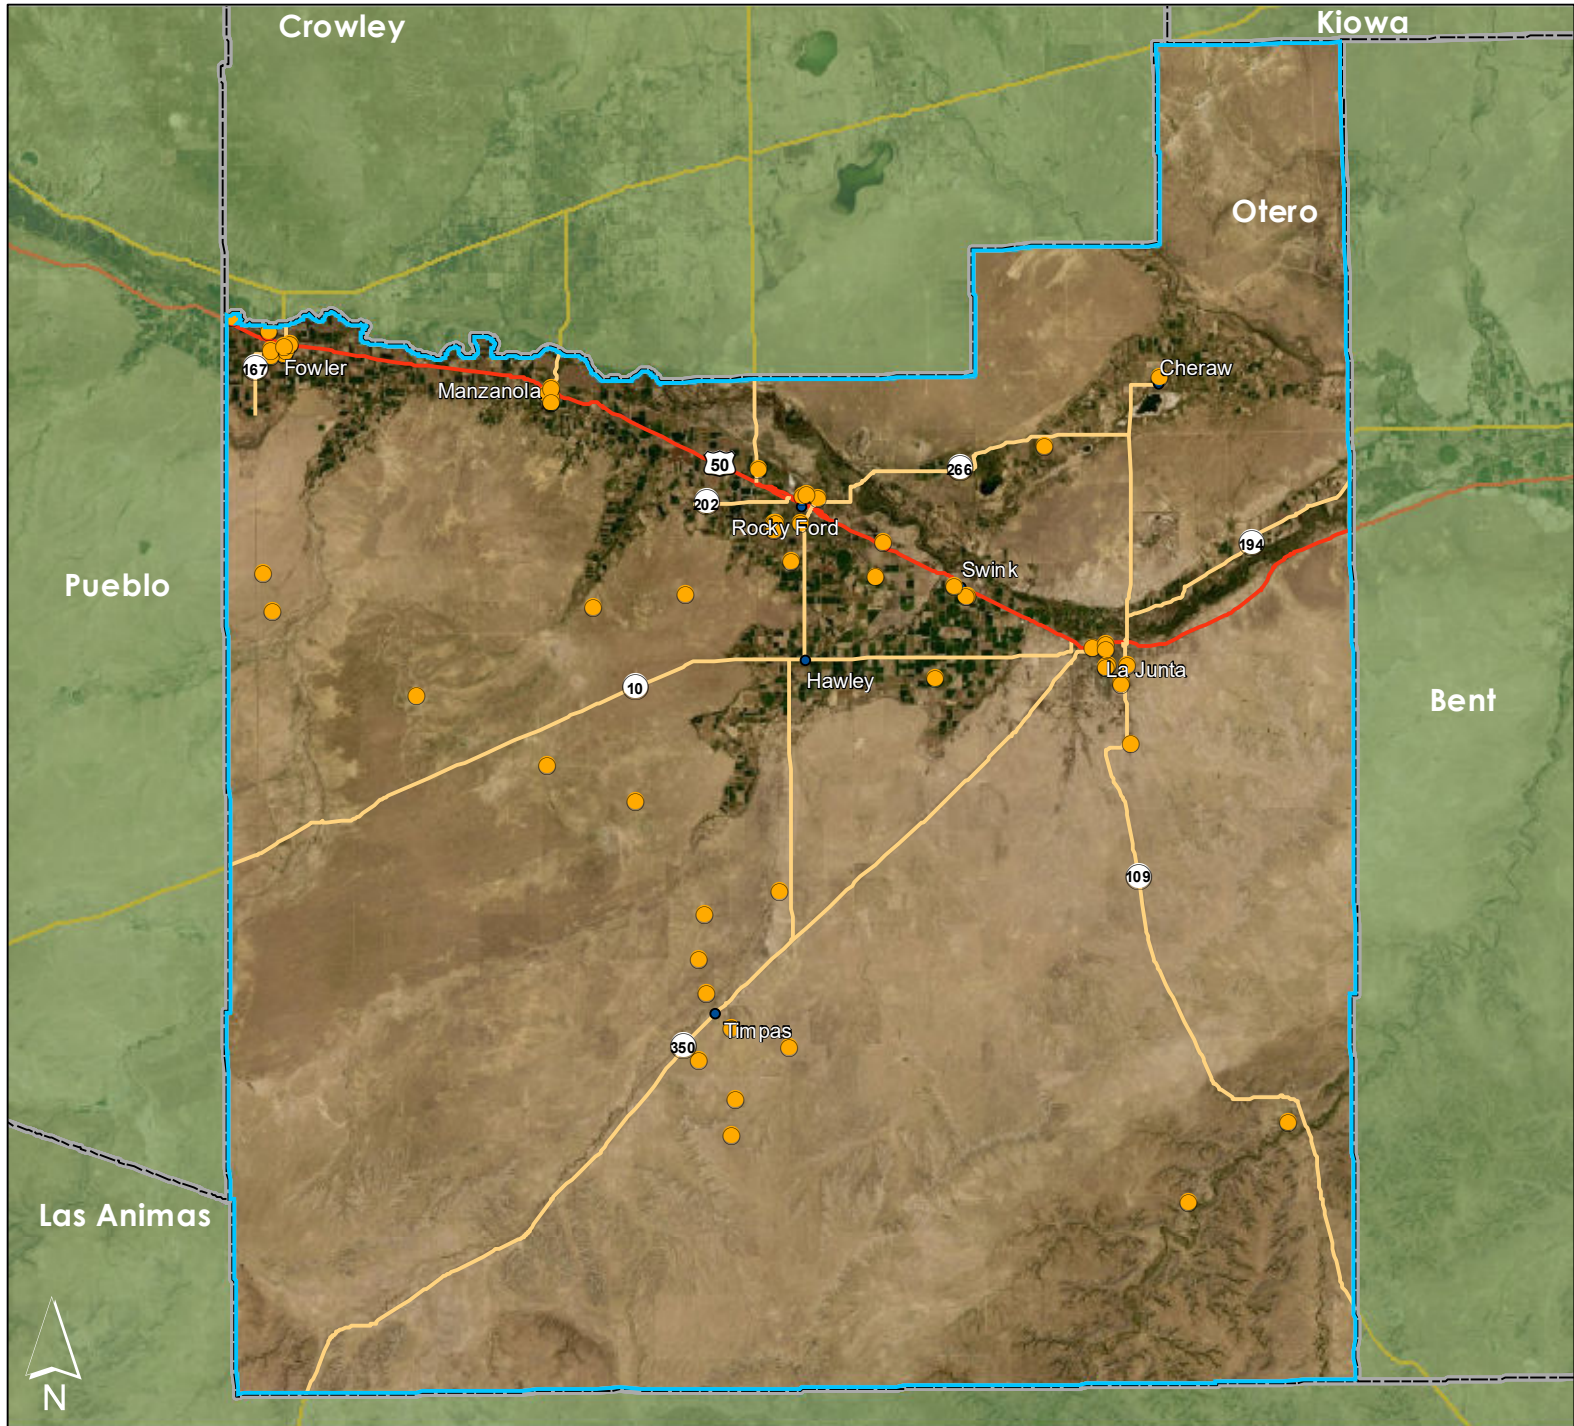 Crowley
Kiowa
Otero
167
Fowler
Manzanola
Cheraw
50
266
202
Rocky Ford
194
Swink
Pueblo
La Junta
Hawley
10
Bent
109
Timpas
350
Las Animas
N